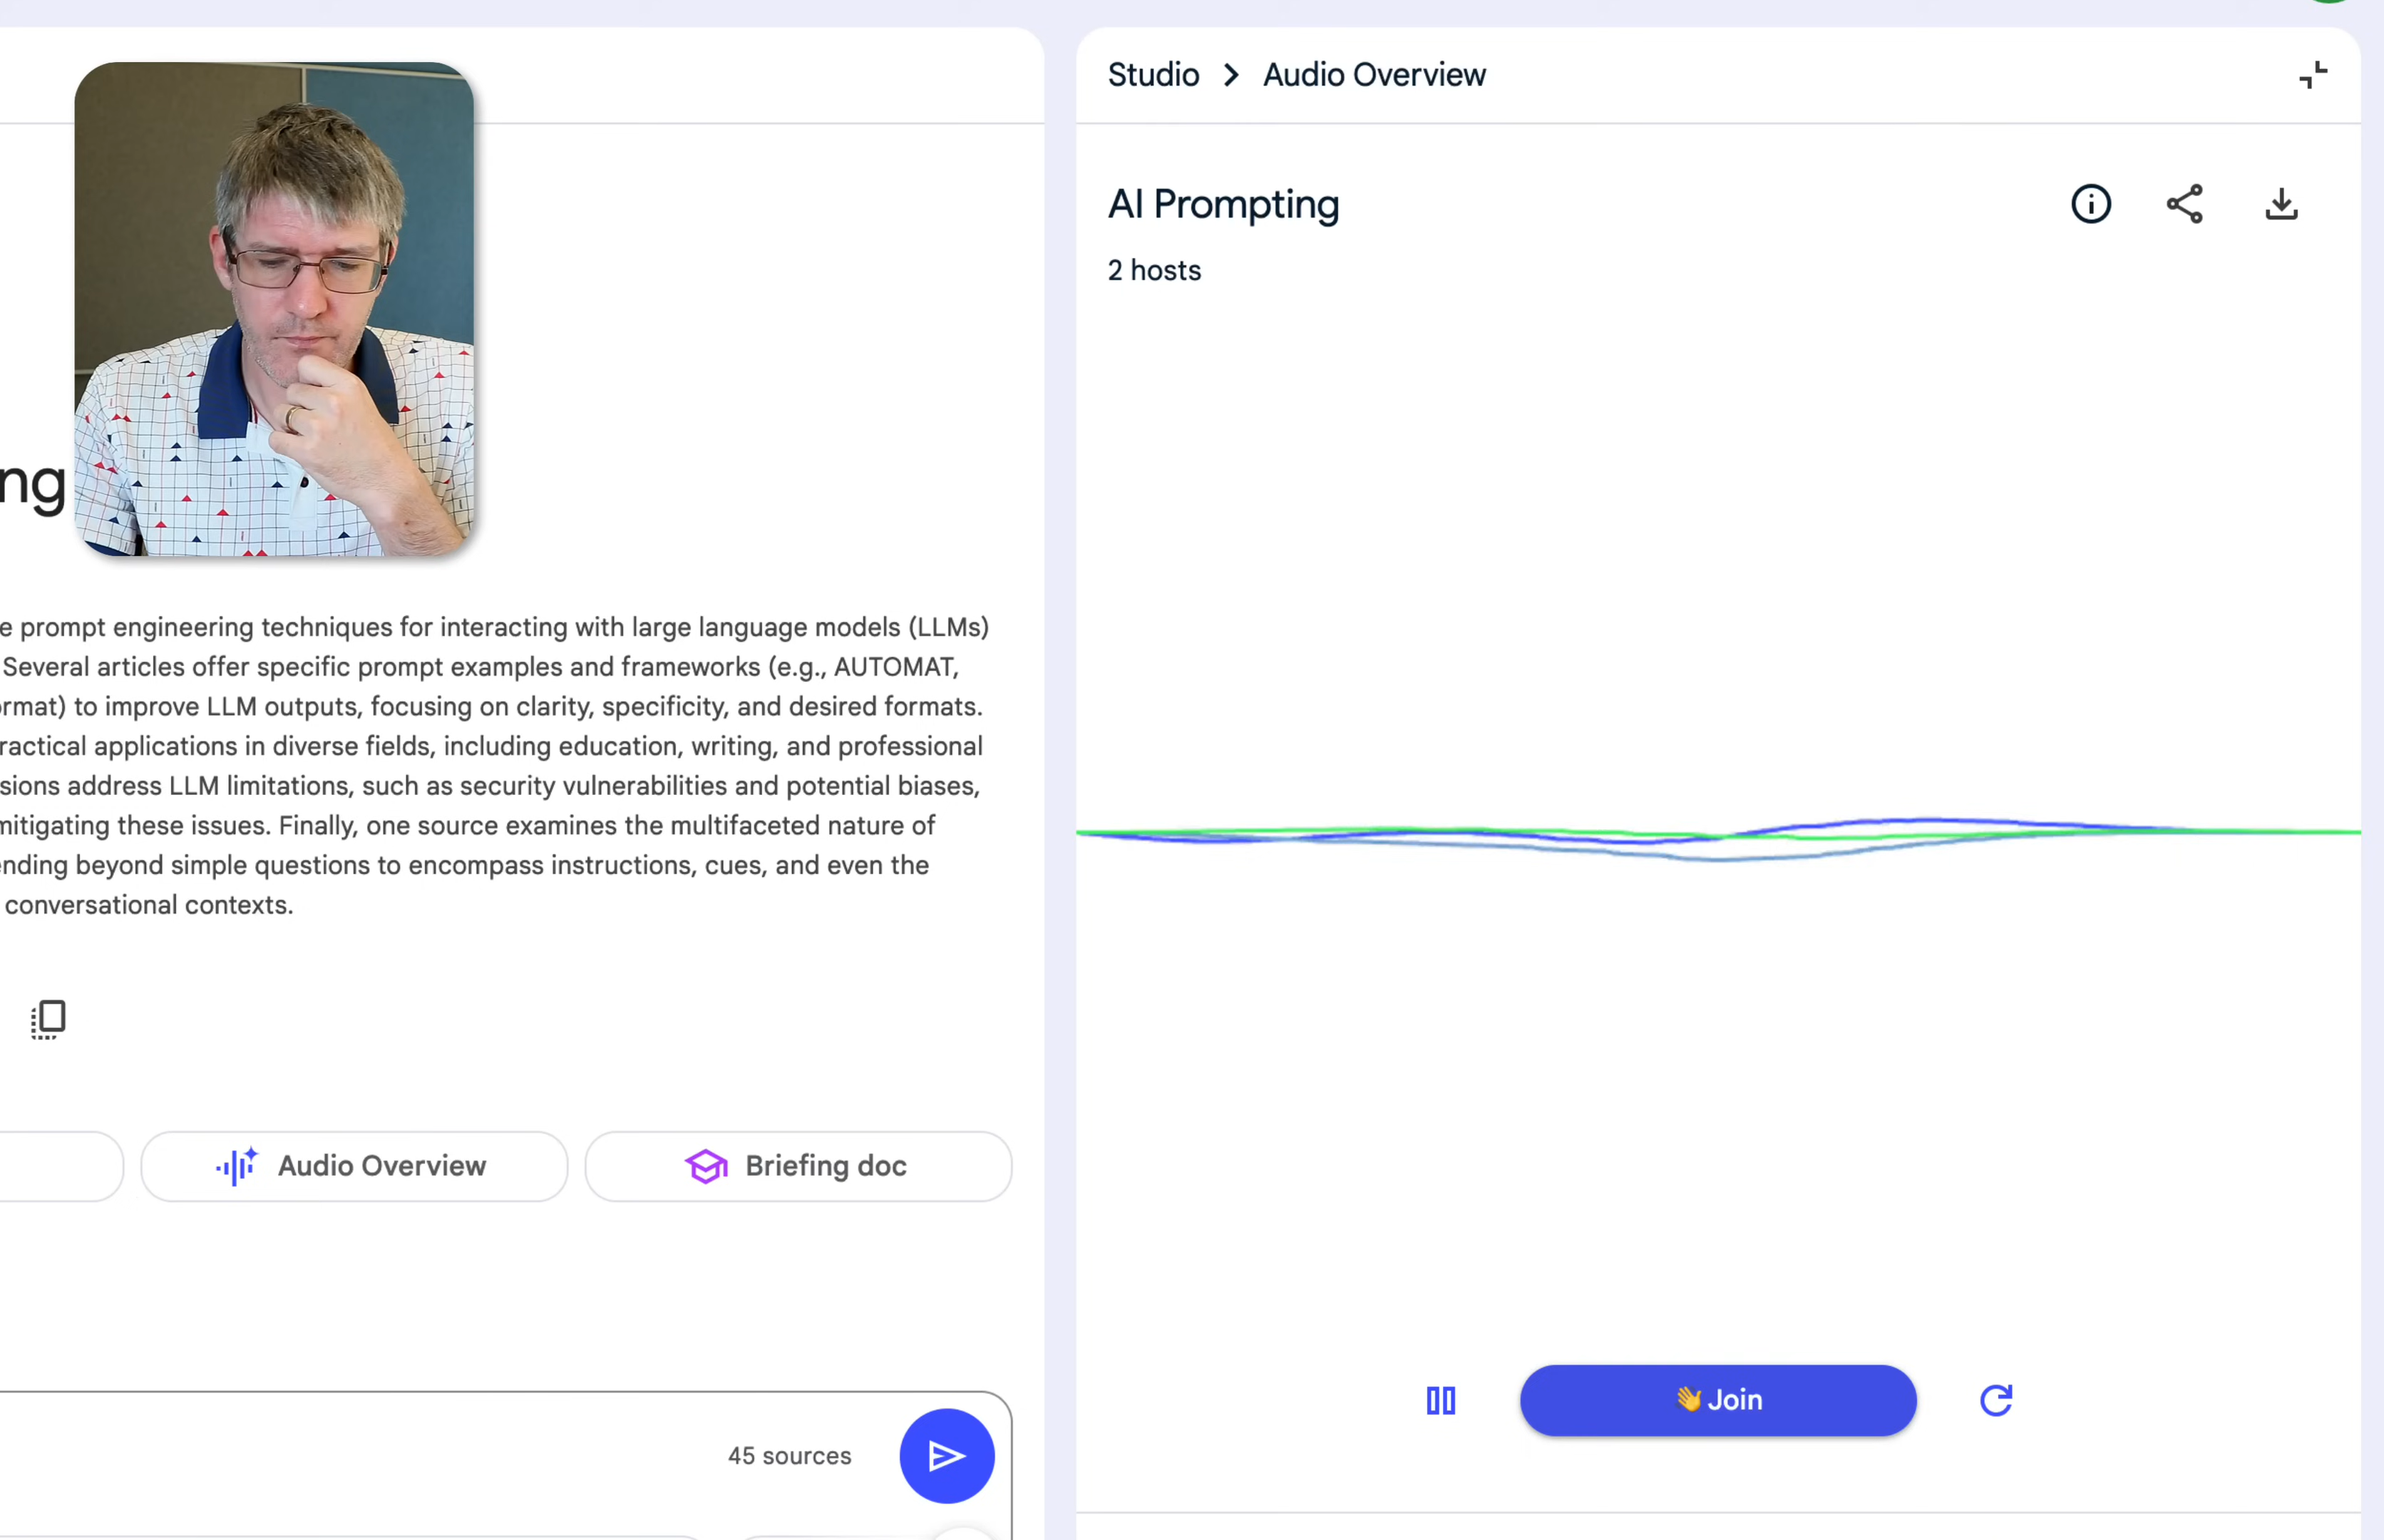 Studio > Audio Overview
AI Prompting
2 hosts
ng
e prompt engineering techniques for interacting with large language models (LLMs)
Several articles offer specific prompt examples and frameworks (e.g., AUTOMAT,
ormat) to improve LLM outputs, focusing on clarity, specificity, and desired formats.
ractical applications in diverse fields, including education, writing, and professional
sions address LLM limitations, such as security vulnerabilities and potential biases,
mitigating these issues. Finally, one source examines the multifaceted nature of
ending beyond simple questions to encompass instructions, cues, and even the
conversational contexts.
Audio Overview
Briefing doc
👋 Join
45 sources